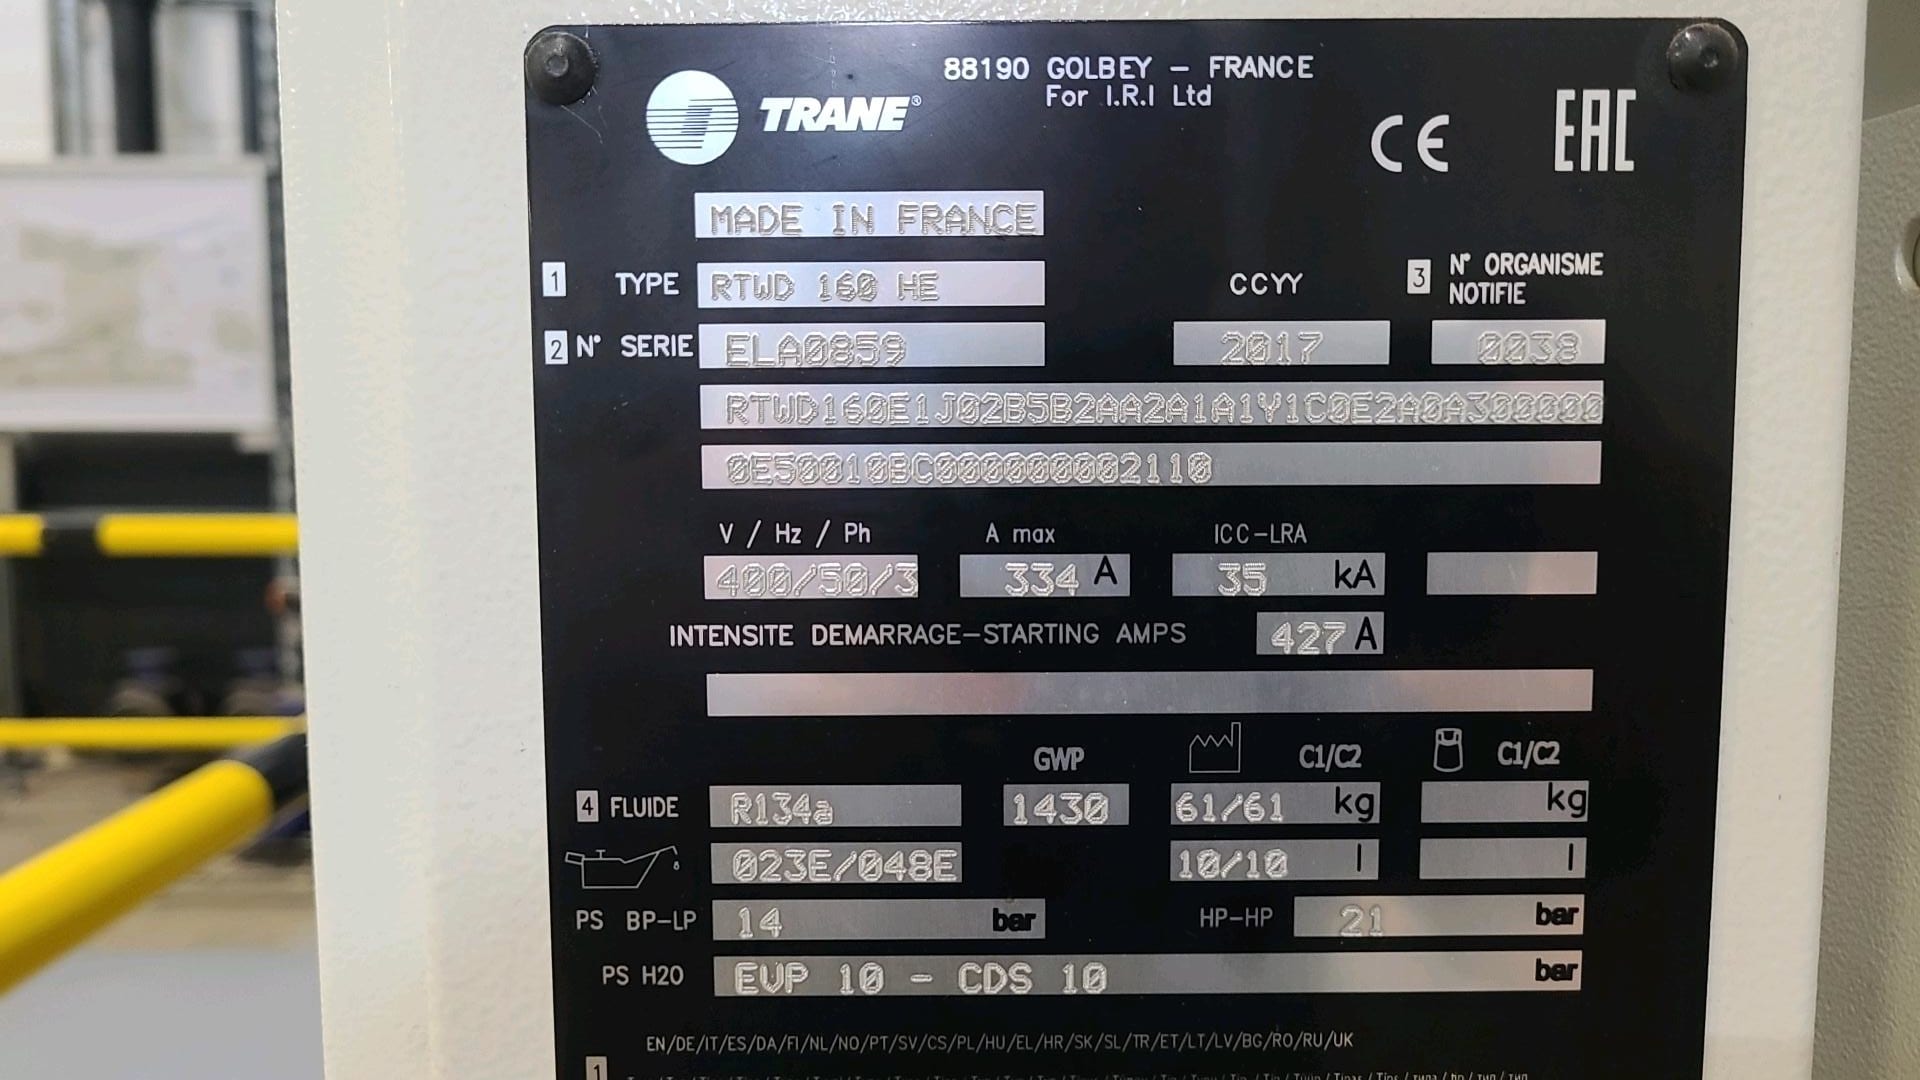 88190 GOLBEY – FRANCE
For I.R.I Ltd
TRANE®
CE EAC
MADE IN FRANCE
1 TYPE RTWD 160 HE CCYY 3 N° ORGANISME NOTIFIE
2 N° SERIE ELA0859 2017 0038
RTWD160E1J02B5B2AA2A1A1Y1C0E2A0A300000
0E50010BC000000002110
V / Hz / Ph A max ICC-LRA
400/50/3 334 A 35 kA
INTENSITE DEMARRAGE-STARTING AMPS 427 A
GWP C1/C2 C1/C2
4 FLUIDE R134a 1430 61/61 kg kg
023E/048E 10/10 l l
PS BP-LP 14 bar HP-HP 21 bar
PS H2O EVP 10 - CDS 10 bar
EN/DE/IT/ES/DA/FI/NL/NO/PT/SV/CS/PL/HU/EL/HR/SK/SL/TR/ET/LT/LV/BG/RO/RU/UK
1